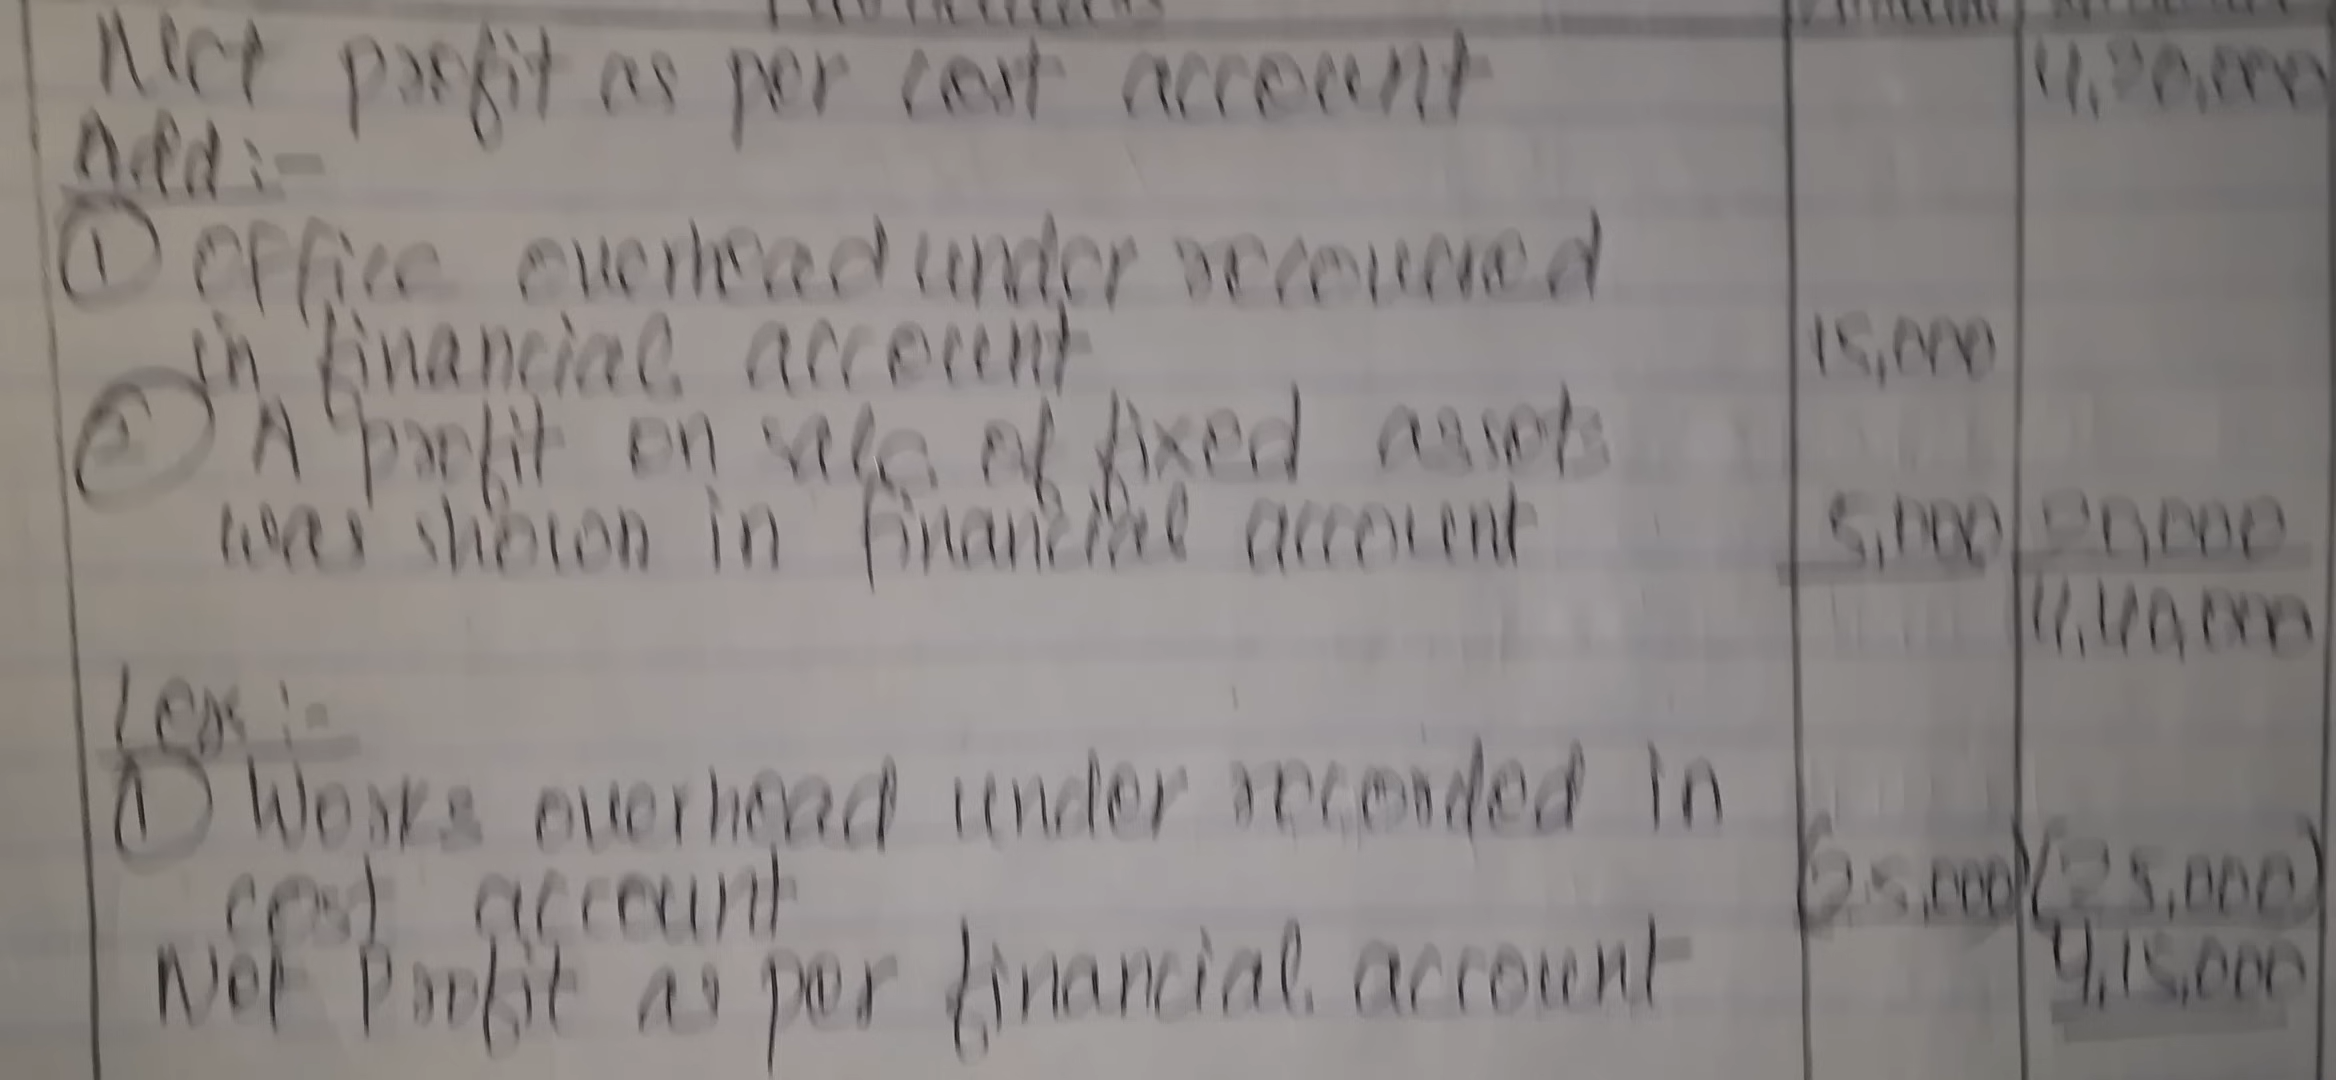 Net profit as per cost account 4,20,000
Add:-
① Office overhead under recovered
in financial account 15,000
② A profit on sale of fixed assets
was shown in financial account 5,000 20,000
4,40,000
Less:-
① Works overhead under recorded in
cost account (25,000) (25,000)
Net Profit as per financial account 4,15,000